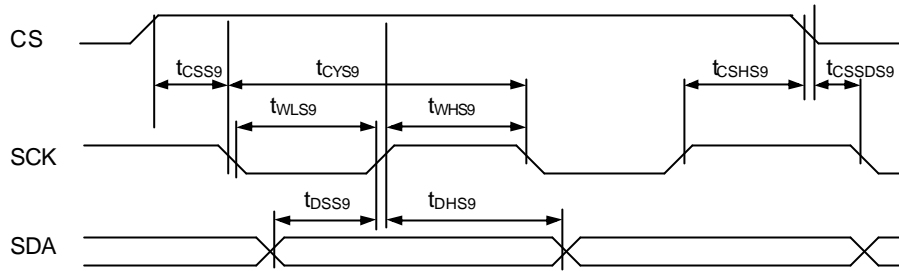 CS
tCSS9 tCYS9 tCSHS9 tCSSDS9
tWLS9 tWHS9
SCK
tDSS9 tDHS9
SDA